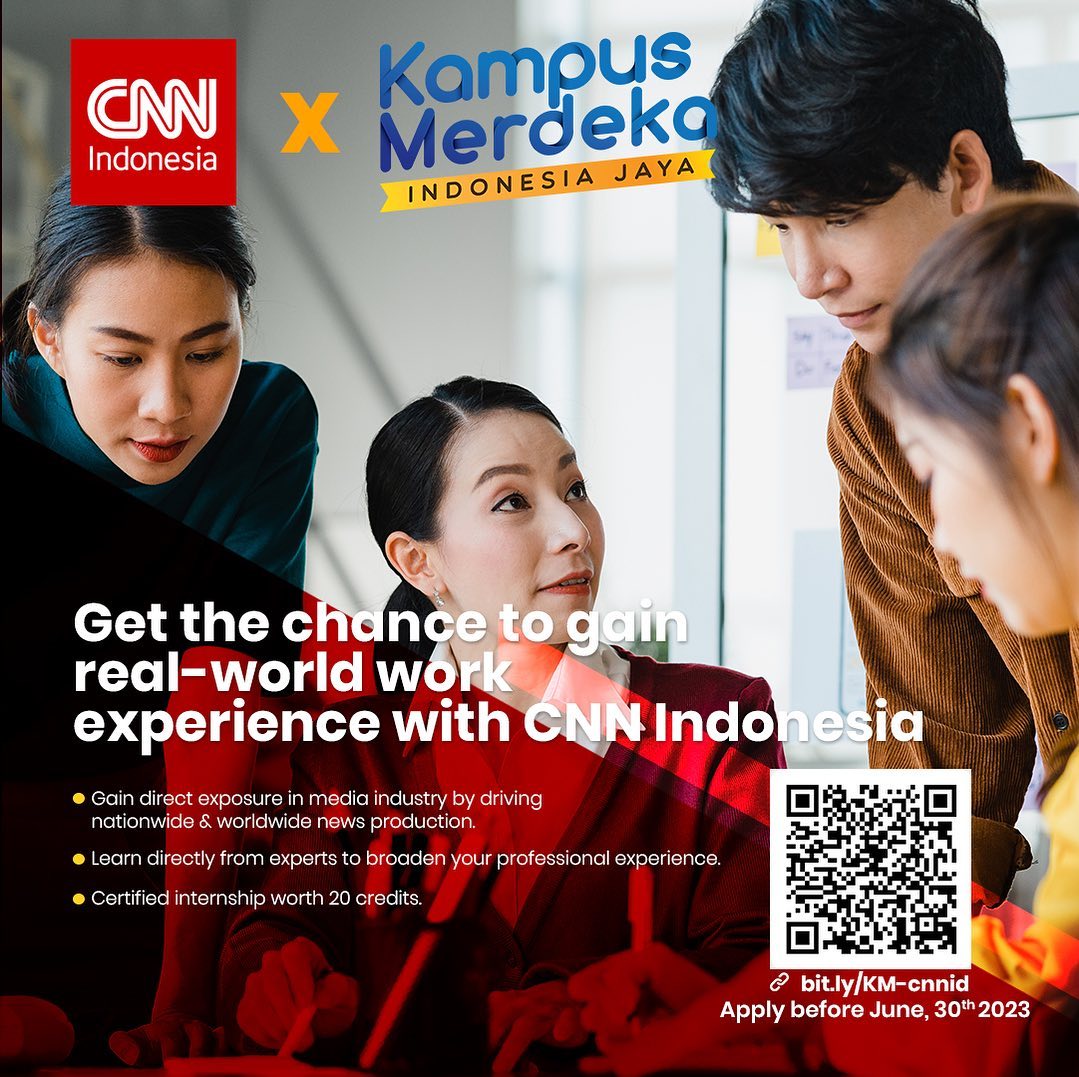 CNN
Indonesia
X
Kampus
Merdeka
INDONESIA JAYA
Get the chance to gain
real-world work
experience with CNN Indonesia
Gain direct exposure in media industry by driving
nationwide & worldwide news production.
Learn directly from experts to broaden your professional experience.
Certified internship worth 20 credits.
bit.ly/KM-cnnid
Apply before June, 30th 2023